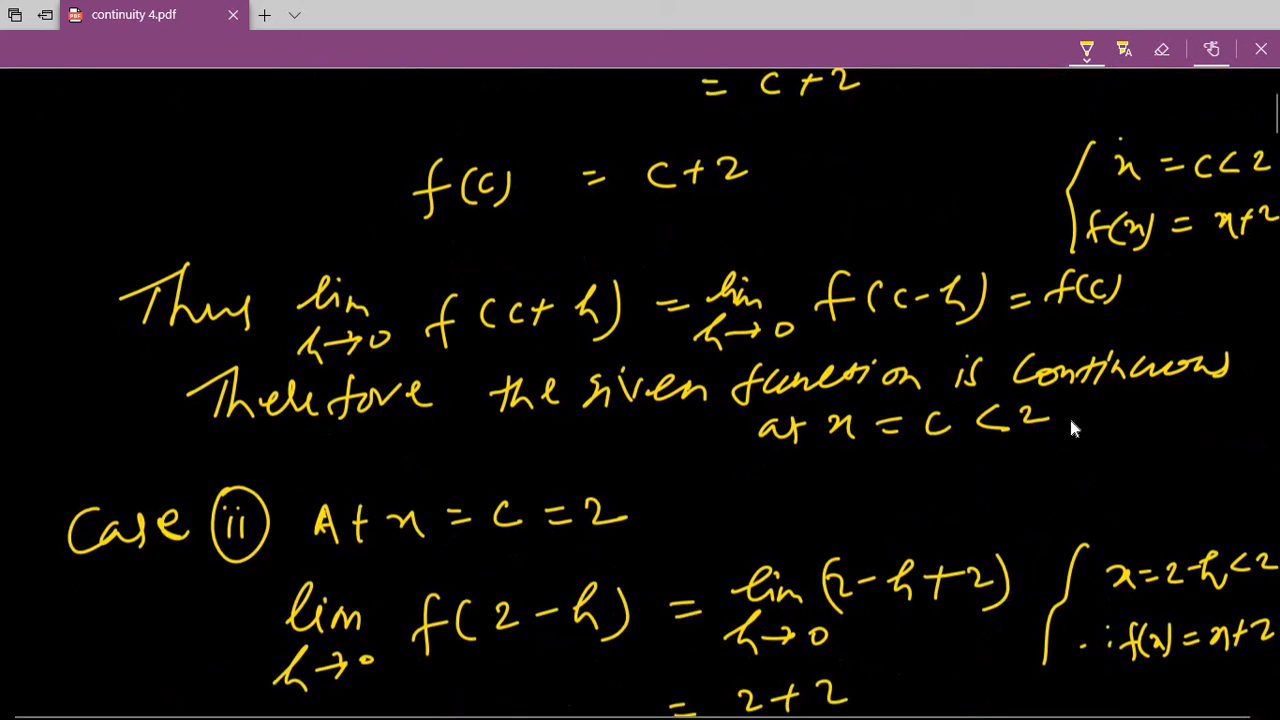 continuity 4.pdf
= c+2
f(c) = c+2
x = c<2
f(x) = x+2
Thus lim h→0 f(c+h) = lim h→0 f(c-h) = f(c)
Therefore the given function is continuous
at x = c <2
Case ii At x = c = 2
lim h→0 f(2-h) = lim h→0 (2-h+2)
x=2-h<2
∴ f(x) = x+2
= 2+2